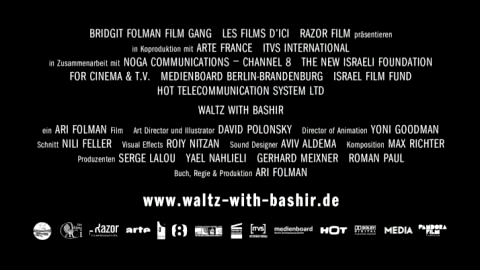 BRIDGIT FOLMAN FILM GANG LES FILMS D'ICI RAZOR FILM präsentieren
in Koproduktion mit ARTE FRANCE ITVS INTERNATIONAL
in Zusammenarbeit mit NOGA COMMUNICATIONS – CHANNEL 8 THE NEW ISRAELI FOUNDATION
FOR CINEMA & T.V. MEDIENBOARD BERLIN-BRANDENBURG ISRAEL FILM FUND
HOT TELECOMMUNICATION SYSTEM LTD
WALTZ WITH BASHIR
ein ARI FOLMAN Film Art Director und Illustrator DAVID POLONSKY Director of Animation YONI GOODMAN
Schnitt NILI FELLER Visual Effects ROIY NITZAN Sound Designer AVIV ALDEMA Komposition MAX RICHTER
Produzenten SERGE LALOU YAEL NAHLIELI GERHARD MEIXNER ROMAN PAUL
Buch, Regie & Produktion ARI FOLMAN
www.waltz-with-bashir.de
Razor arte 8 ITVS INTERNATIONAL medienboard HOT DIGITAL MEDIA PANDORA FILM